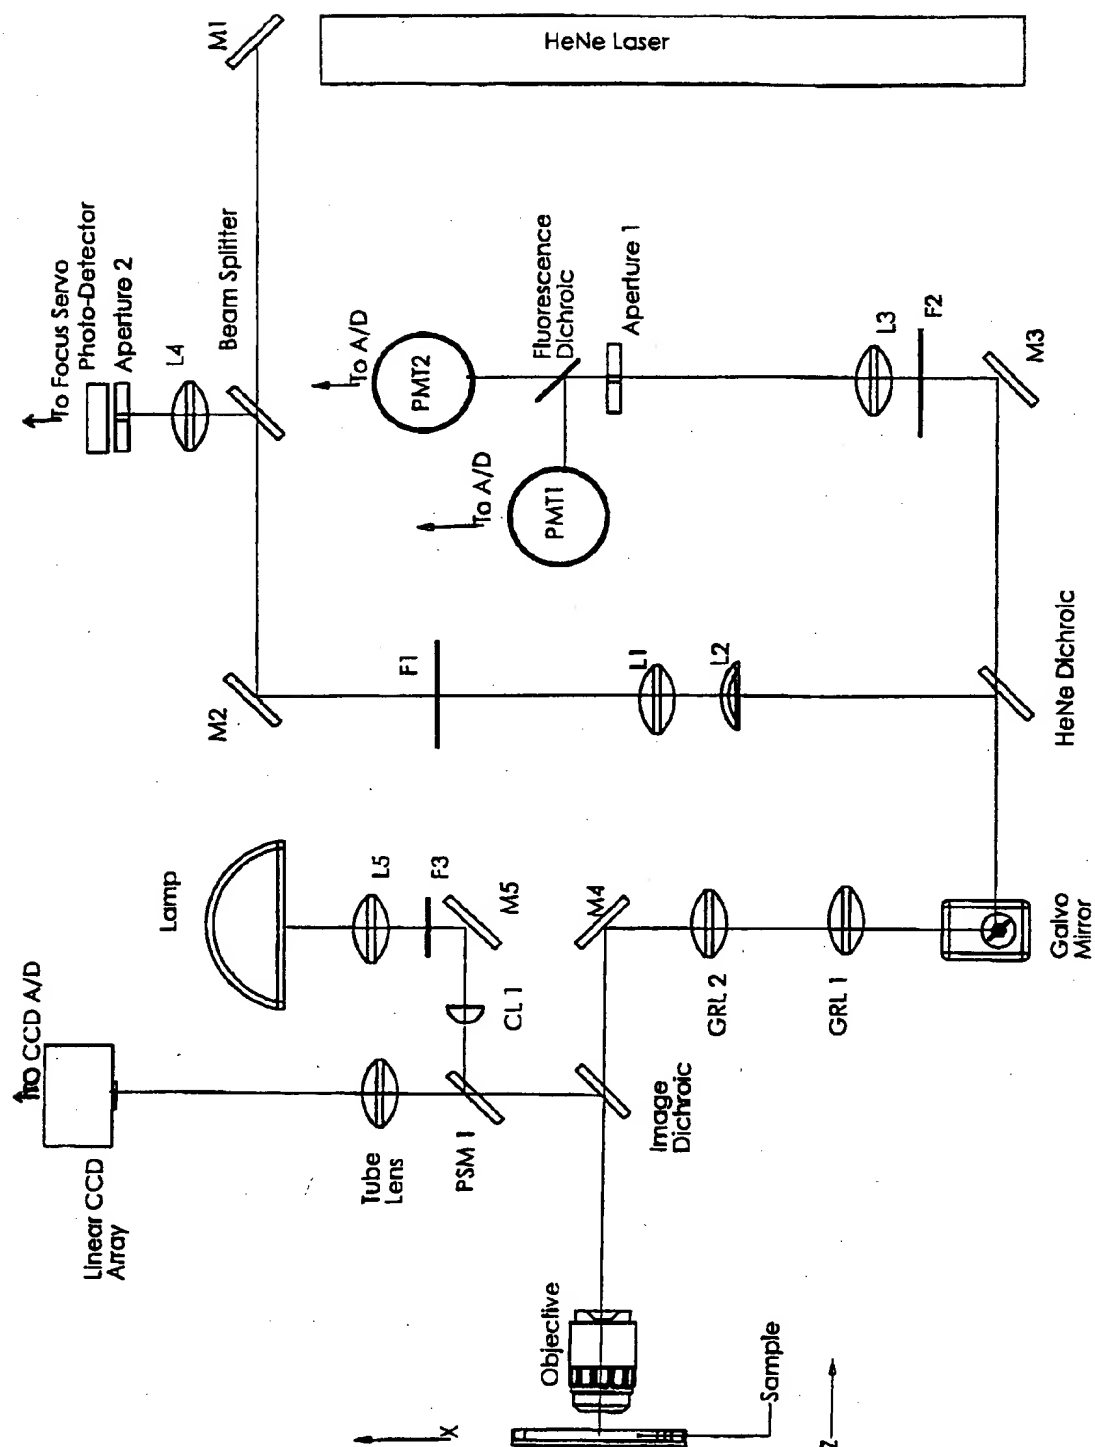 M1
HeNe Laser
To Focus Servo
Photo-Detector
Aperture 2
L4
Beam Splitter
To A/D
PMT2
Fluorescence
Dichroic
Aperture 1
L3
F2
M3
To A/D
PMT1
M2
F1
L1
L2
HeNe Dichroic
Lamp
L5
F3
M5
M4
CL 1
GRL 2
GRL 1
Galvo
Mirror
To CCD A/D
Linear CCD
Array
Tube
Lens
PSM 1
Image
Dichroic
Objective
Sample
X
Z